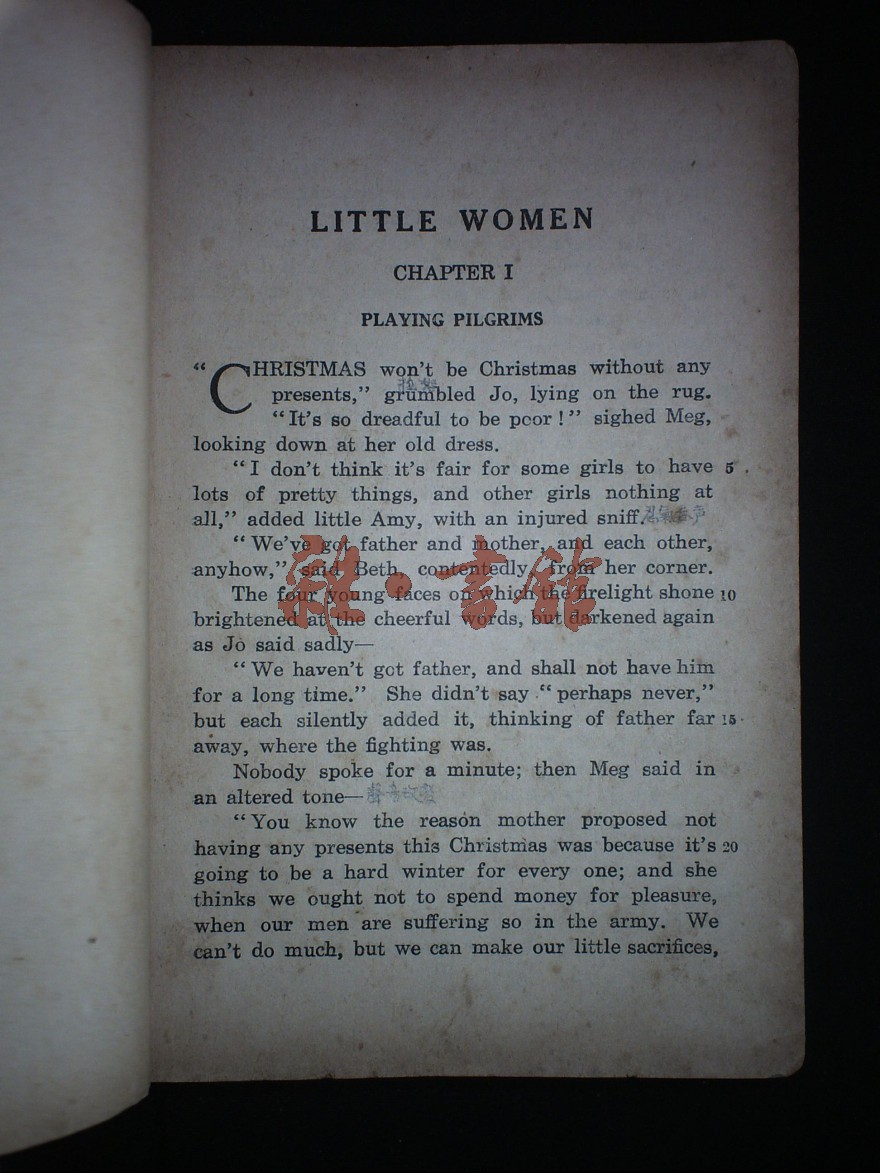 LITTLE WOMEN
CHAPTER I
PLAYING PILGRIMS
“CHRISTMAS won't be Christmas without any
presents,” grumbled Jo, lying on the rug.
“It's so dreadful to be poor!” sighed Meg,
looking down at her old dress.
“I don't think it's fair for some girls to have 5
lots of pretty things, and other girls nothing at
all,” added little Amy, with an injured sniff.
“We've got father and mother, and each other,
anyhow,” said Beth, contentedly, from her corner.
The four young faces on which the firelight shone 10
brightened at the cheerful words, but darkened again
as Jo said sadly—
“We haven't got father, and shall not have him
for a long time.” She didn't say “perhaps never,”
but each silently added it, thinking of father far 15
away, where the fighting was.
Nobody spoke for a minute; then Meg said in
an altered tone—
“You know the reason mother proposed not
having any presents this Christmas was because it's 20
going to be a hard winter for every one; and she
thinks we ought not to spend money for pleasure,
when our men are suffering so in the army. We
can't do much, but we can make our little sacrifices,